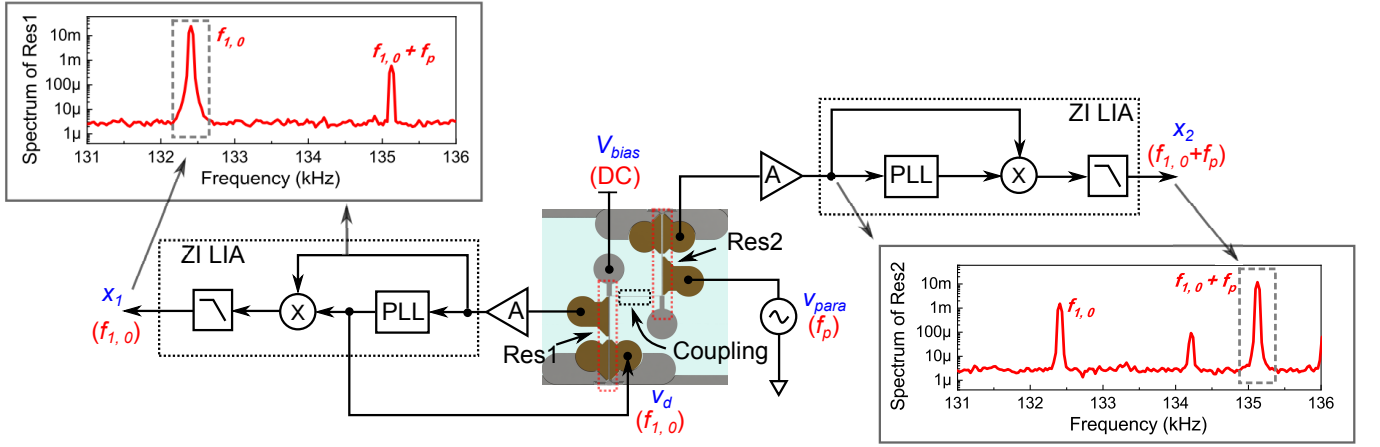 Spectrum of Res1
10m
1m
100µ
10µ
1µ
f1, 0
f1, 0 + fp
131 132 133 134 135 136
Frequency (kHz)
ZI LIA
A
PLL
X
x2
(f1, 0+fp)
Vbias
(DC)
Res2
vpara
(fp)
Coupling
Res1
vd
(f1, 0)
ZI LIA
x1
(f1, 0)
X
PLL
A
Spectrum of Res2
10m
1m
100µ
10µ
1µ
f1, 0
f1, 0 + fp
131 132 133 134 135 136
Frequency (kHz)